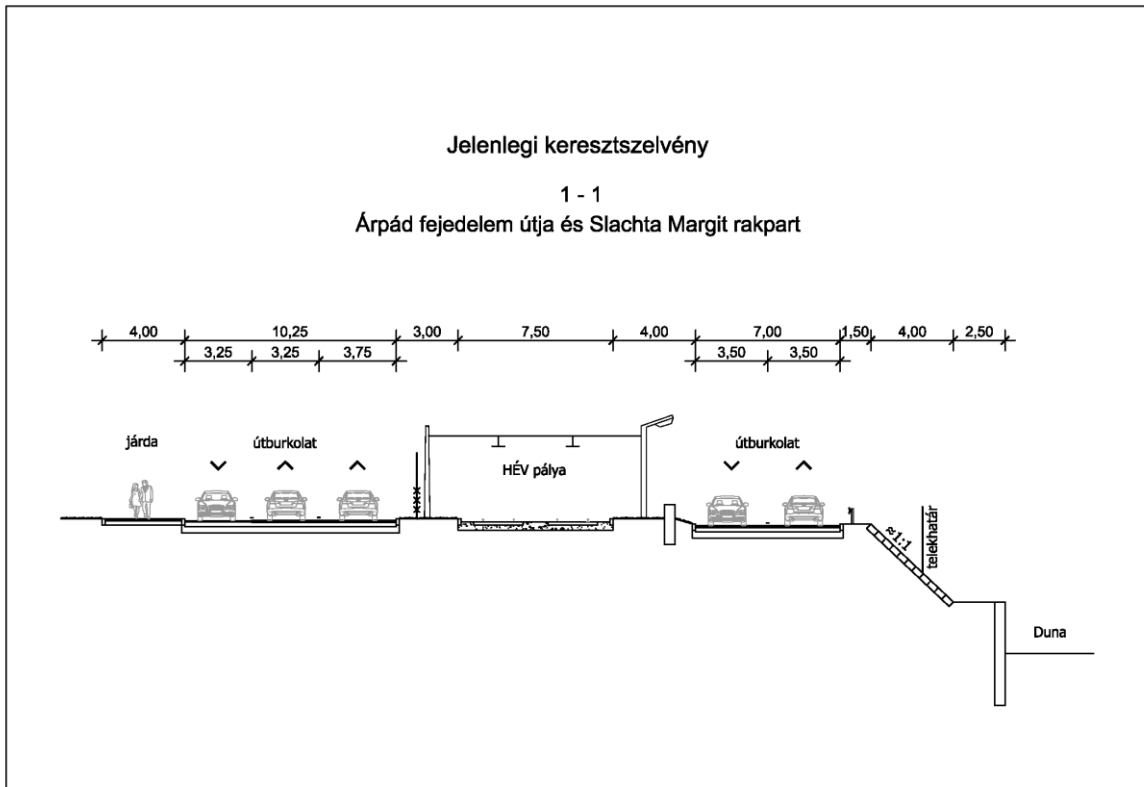 Jelenlegi keresztszelvény
1 - 1
Árpád fejedelem útja és Slachta Margit rakpart
4,00 10,25 3,00 7,50 4,00 7,00 1,50 4,00 2,50
3,25 3,25 3,75 3,50 3,50
járda útburkolat HÉV pálya útburkolat
≈1:1
telekhatár
Duna